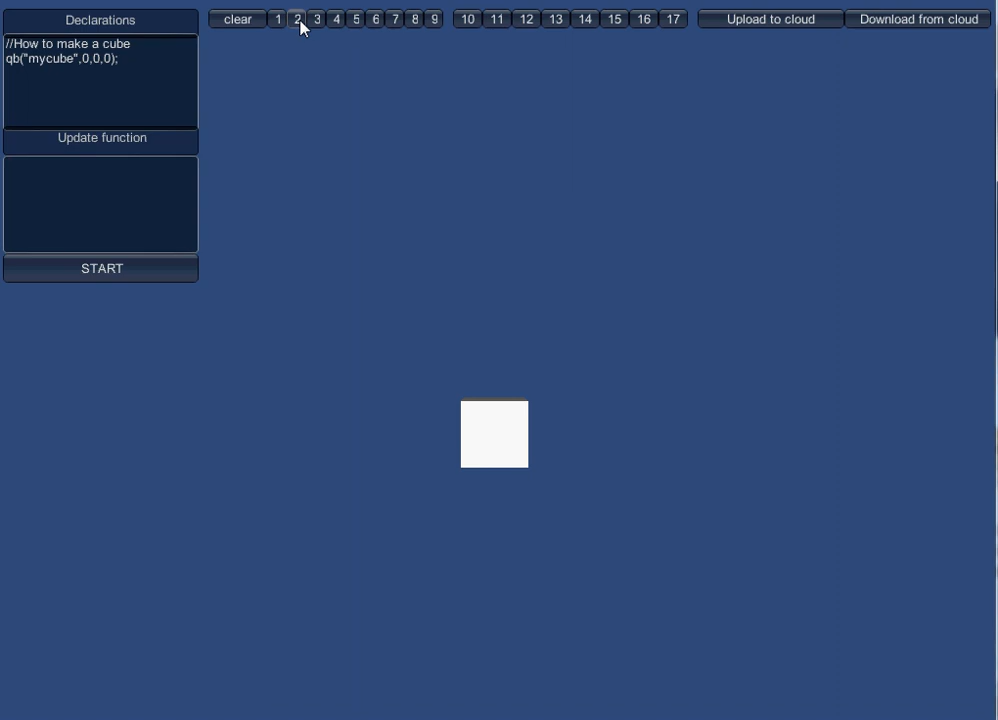 Declarations
clear 1 2 3 4 5 6 7 8 9 10 11 12 13 14 15 16 17 Upload to cloud Download from cloud
//How to make a cube
qb("mycube",0,0,0);
Update function
START